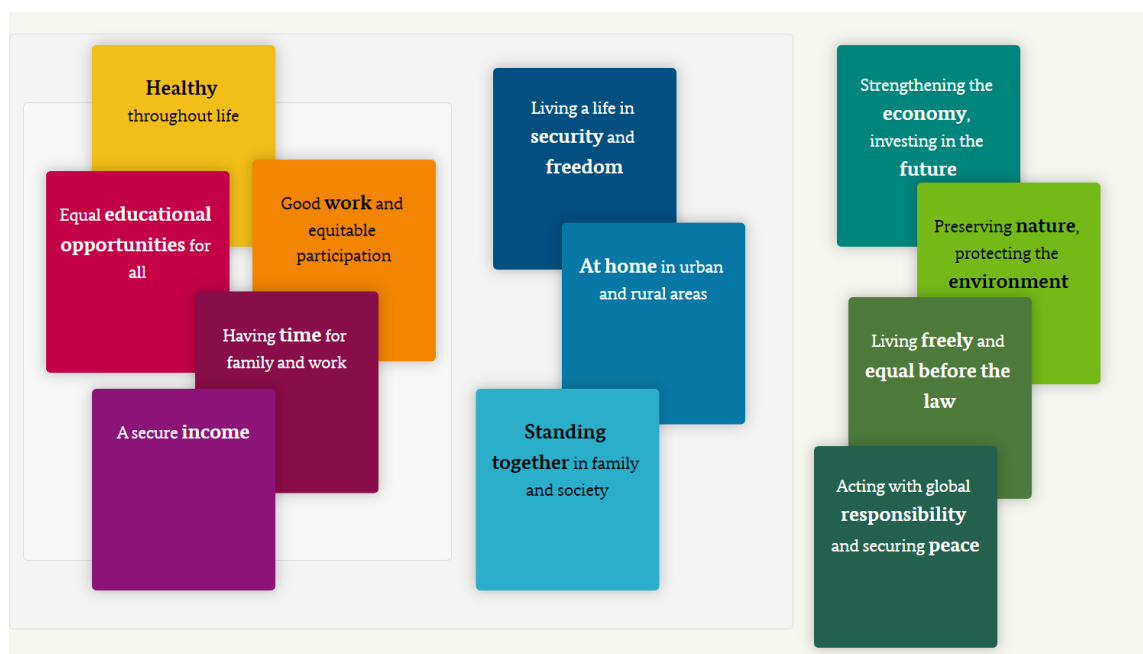 Healthy
throughout life
Equal educational
opportunities for
all
Good work and
equitable
participation
Having time for
family and work
A secure income
Living a life in
security and
freedom
At home in urban
and rural areas
Standing
together in family
and society
Strengthening the
economy,
investing in the
future
Preserving nature,
protecting the
environment
Living freely and
equal before the
law
Acting with global
responsibility
and securing peace